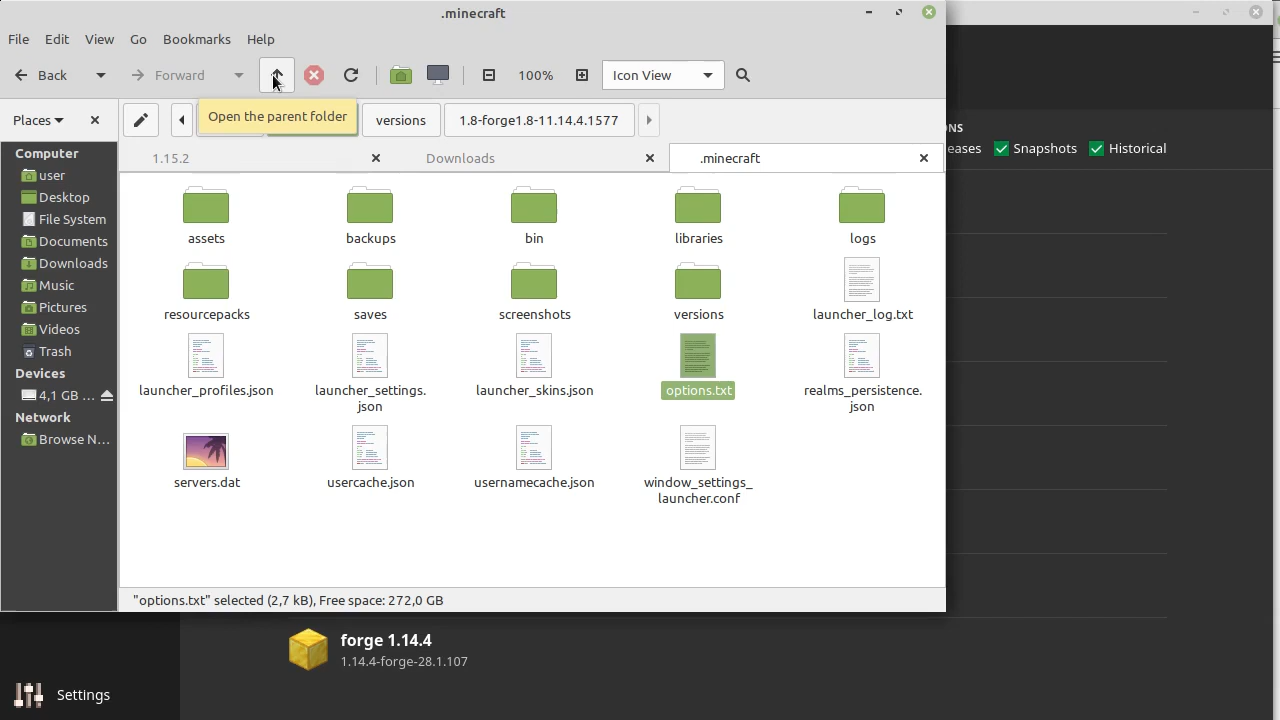 .minecraft
File Edit View Go Bookmarks Help
Back Forward 100% Icon View
Open the parent folder
Places versions 1.8-forge1.8-11.14.4.1577
1.15.2 Downloads .minecraft
Computer
user
Desktop
File System
Documents
Downloads
Music
Pictures
Videos
Trash
Devices
4,1 GB ...
Network
Browse N...
assets backups bin libraries logs
resourcepacks saves screenshots versions launcher_log.txt
launcher_profiles.json launcher_settings. launcher_skins.json options.txt realms_persistence.
json json
servers.dat usercache.json usernamecache.json window_settings_
launcher.conf
"options.txt" selected (2,7 kB), Free space: 272,0 GB
Snapshots Historical
forge 1.14.4
1.14.4-forge-28.1.107
Settings